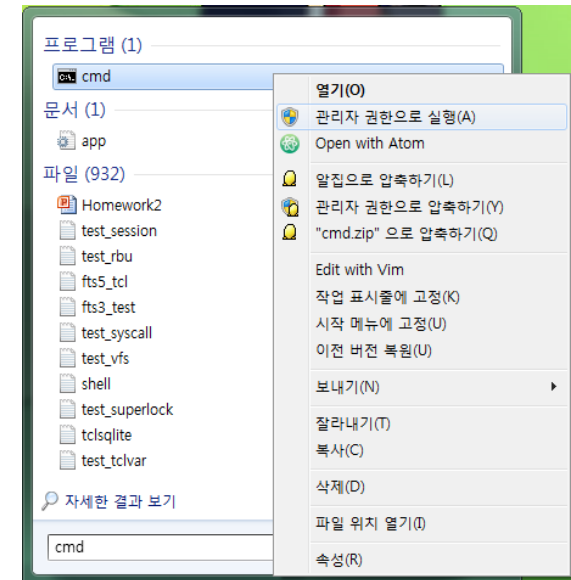 프로그램 (1)
cmd
문서 (1)
app
파일 (932)
Homework2
test_session
test_rbu
fts5_tcl
fts3_test
test_syscall
test_vfs
shell
test_superlock
tclsqlite
test_tclvar
자세한 결과 보기
cmd
열기(O)
관리자 권한으로 실행(A)
Open with Atom
알집으로 압축하기(L)
관리자 권한으로 압축하기(Y)
"cmd.zip" 으로 압축하기(Q)
Edit with Vim
작업 표시줄에 고정(K)
시작 메뉴에 고정(U)
이전 버전 복원(U)
보내기(N)
잘라내기(T)
복사(C)
삭제(D)
파일 위치 열기(I)
속성(R)